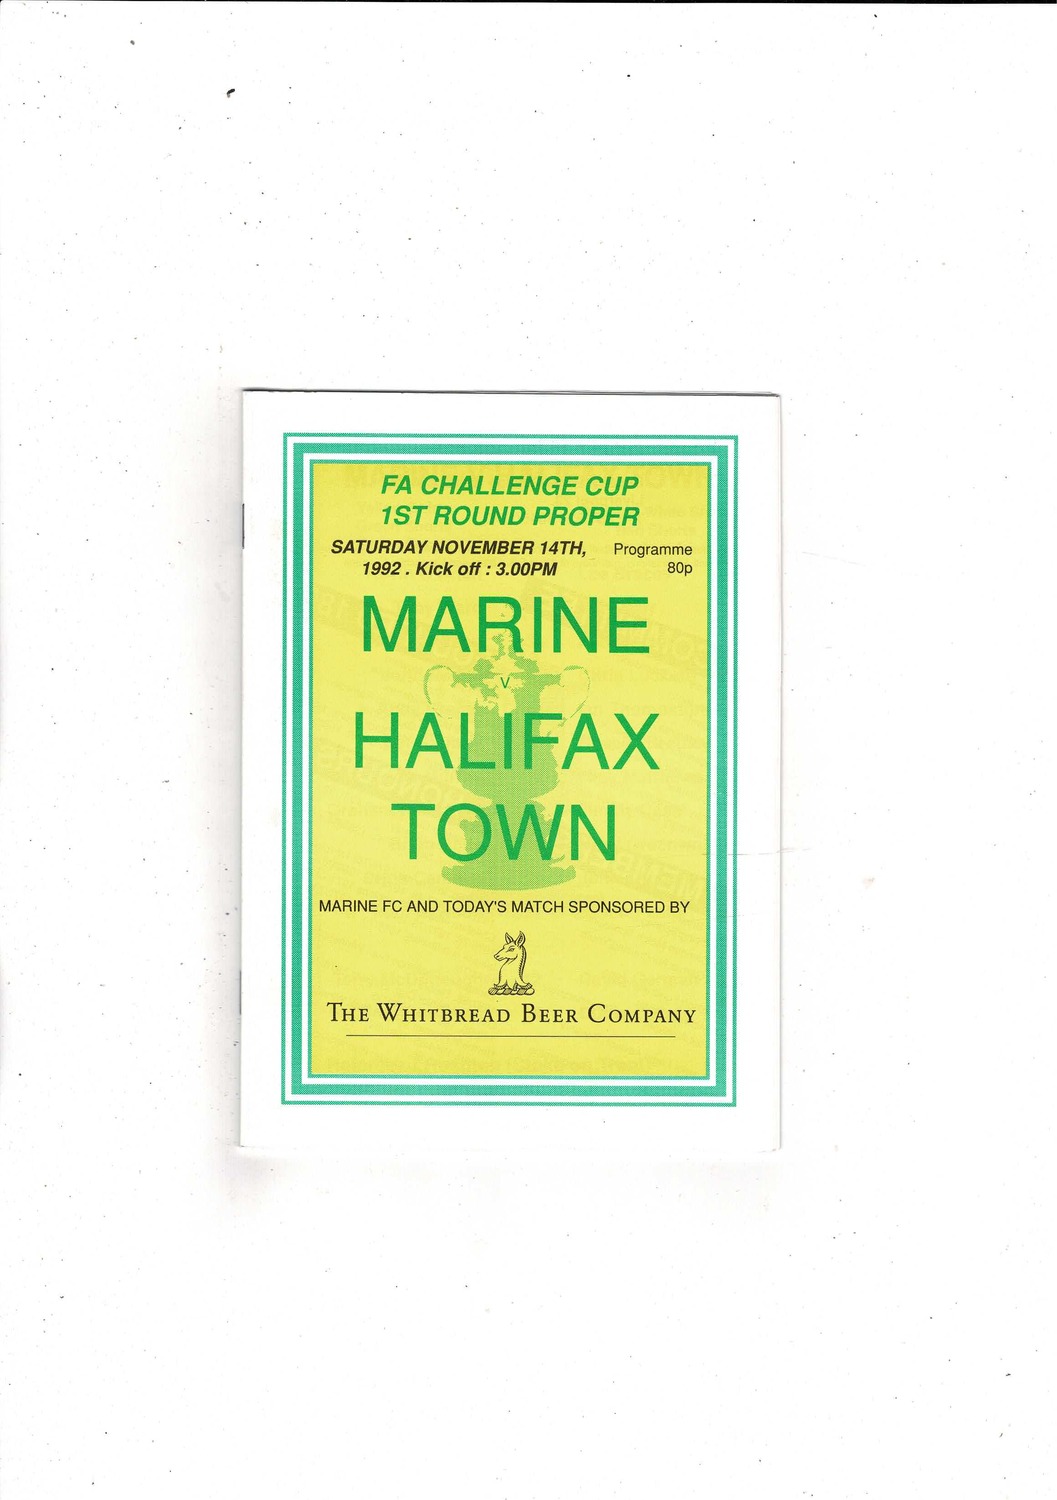 FA CHALLENGE CUP
1ST ROUND PROPER
SATURDAY NOVEMBER 14TH,
1992 . Kick off : 3.00PM
Programme
80p
MARINE
v
HALIFAX
TOWN
MARINE FC AND TODAY'S MATCH SPONSORED BY
THE WHITBREAD BEER COMPANY